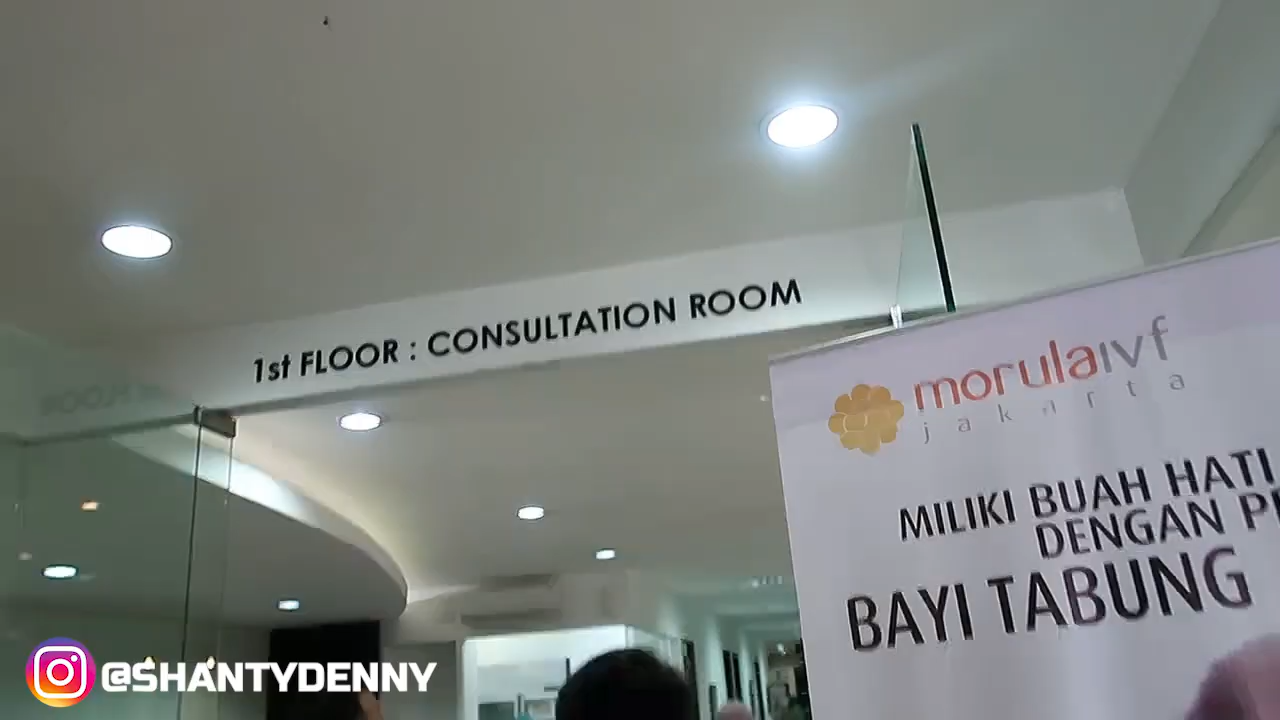 1st FLOOR : CONSULTATION ROOM
morulaivf
jakarta
MILIKI BUAH HATI
DENGAN
BAYI TABUNG
@SHANTYDENNY